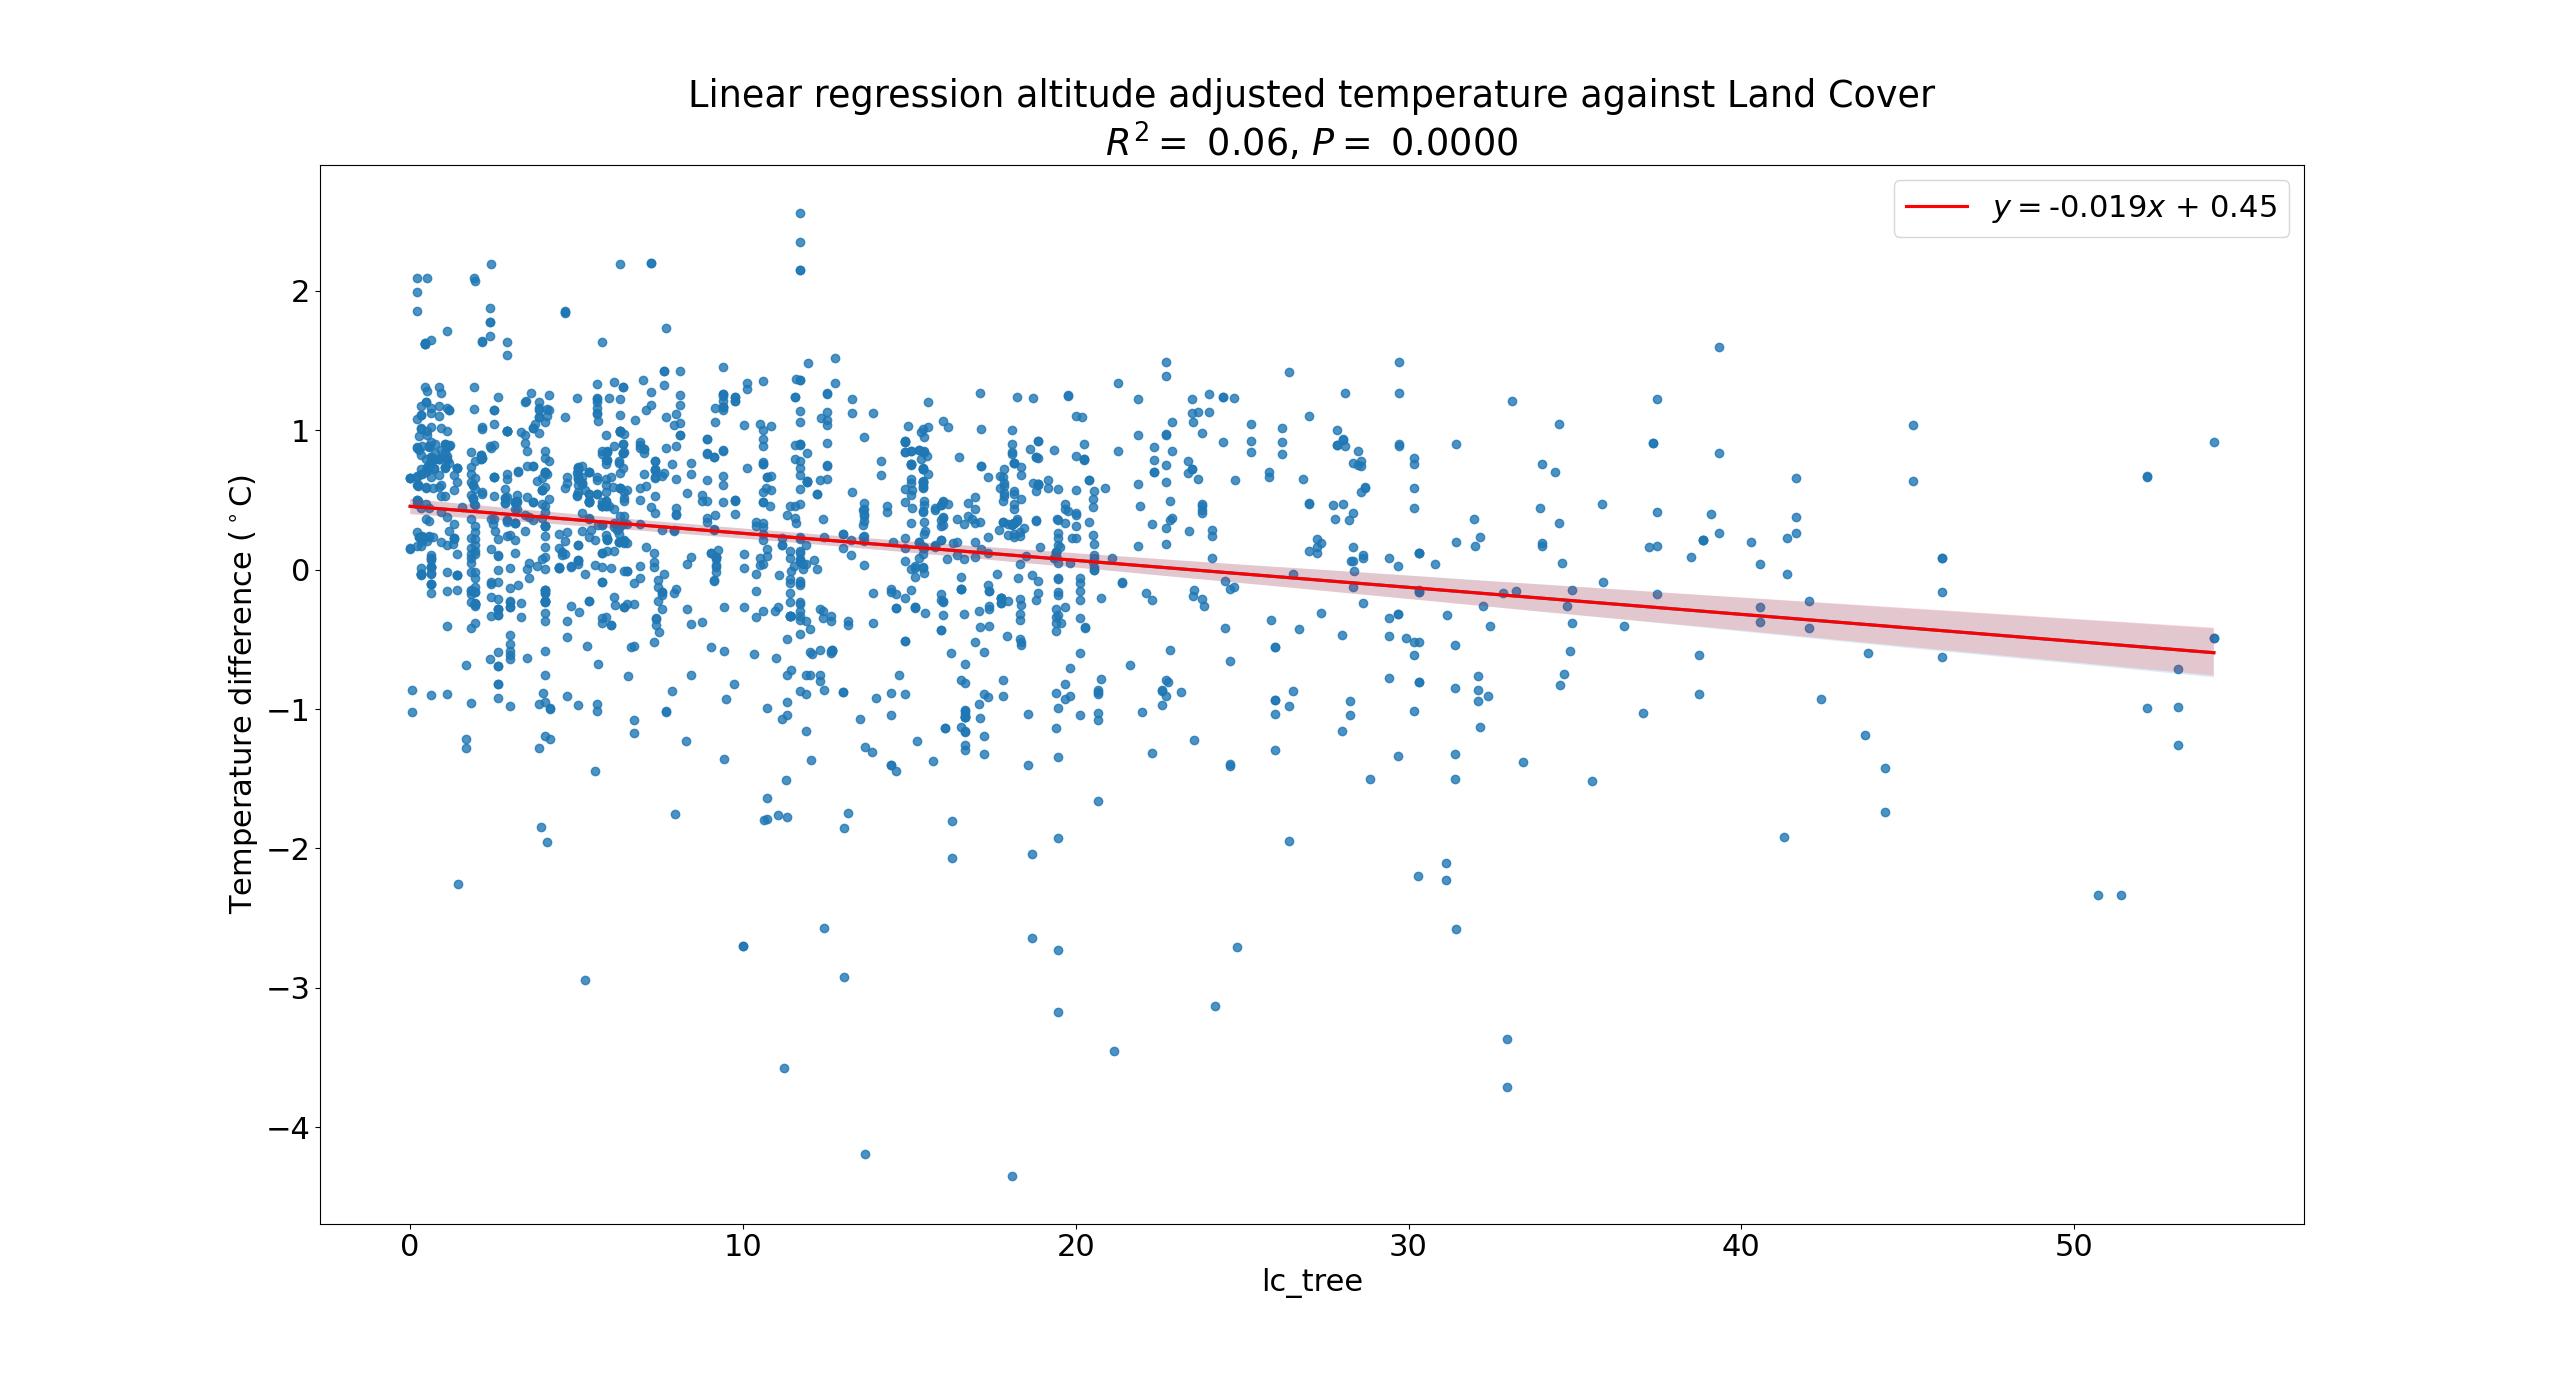 Linear regression altitude adjusted temperature against Land Cover
R² = 0.06, P = 0.0000
y = -0.019x + 0.45
Temperature difference (°C)
2
1
0
−1
−2
−3
−4
0 10 20 30 40 50
lc_tree